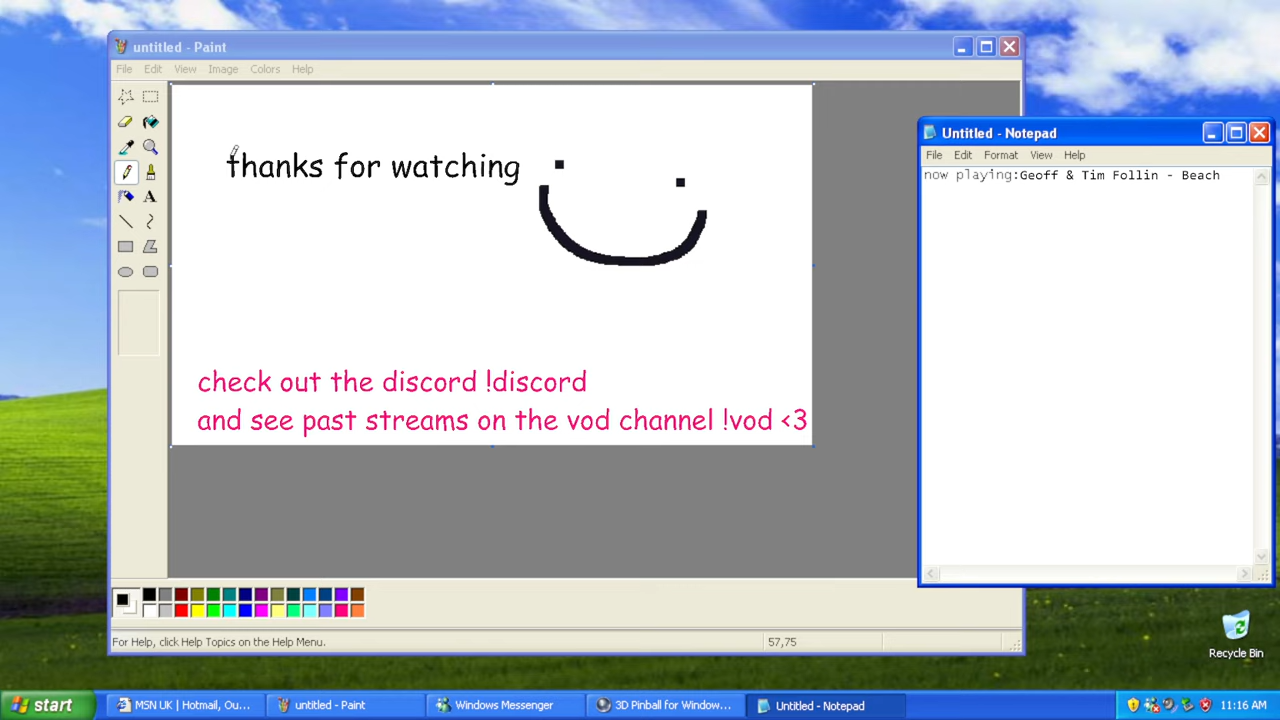 untitled - Paint
File Edit View Image Colors Help
thanks for watching
check out the discord !discord
and see past streams on the vod channel !vod <3
For Help, click Help Topics on the Help Menu.
57,75
Untitled - Notepad
File Edit Format View Help
now playing:Geoff & Tim Follin - Beach
Recycle Bin
start
MSN UK | Hotmail, Ou...
untitled - Paint
Windows Messenger
3D Pinball for Window...
Untitled - Notepad
11:16 AM